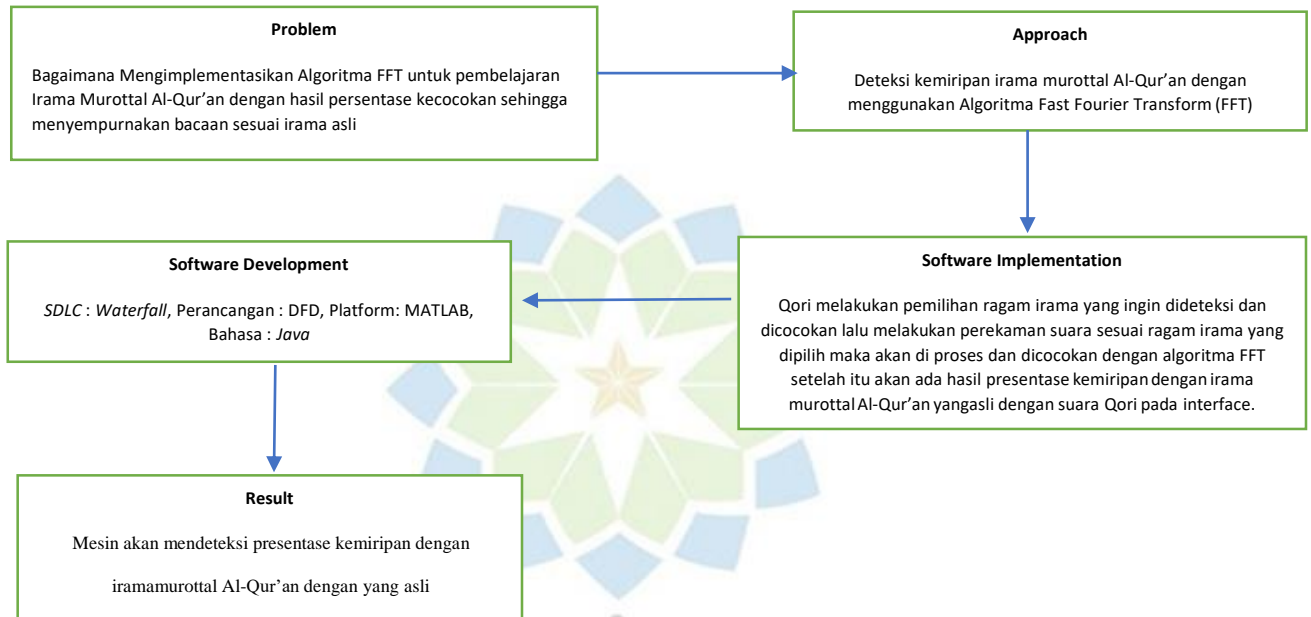 Problem
Bagaimana Mengimplementasikan Algoritma FFT untuk pembelajaran
Irama Murottal Al-Qur’an dengan hasil persentase kecocokan sehingga
menyempurnakan bacaan sesuai irama asli
Approach
Deteksi kemiripan irama murottal Al-Qur’an dengan
menggunakan Algoritma Fast Fourier Transform (FFT)
Software Implementation
Qori melakukan pemilihan ragam irama yang ingin dideteksi dan
dicocokan lalu melakukan perekaman suara sesuai ragam irama yang
dipilih maka akan di proses dan dicocokan dengan algoritma FFT
setelah itu akan ada hasil presentase kemiripan dengan irama
murottal Al-Qur’an yangasli dengan suara Qori pada interface.
Software Development
SDLC : Waterfall, Perancangan : DFD, Platform: MATLAB,
Bahasa : Java
Result
Mesin akan mendeteksi presentase kemiripan dengan
iramamurottal Al-Qur’an dengan yang asli